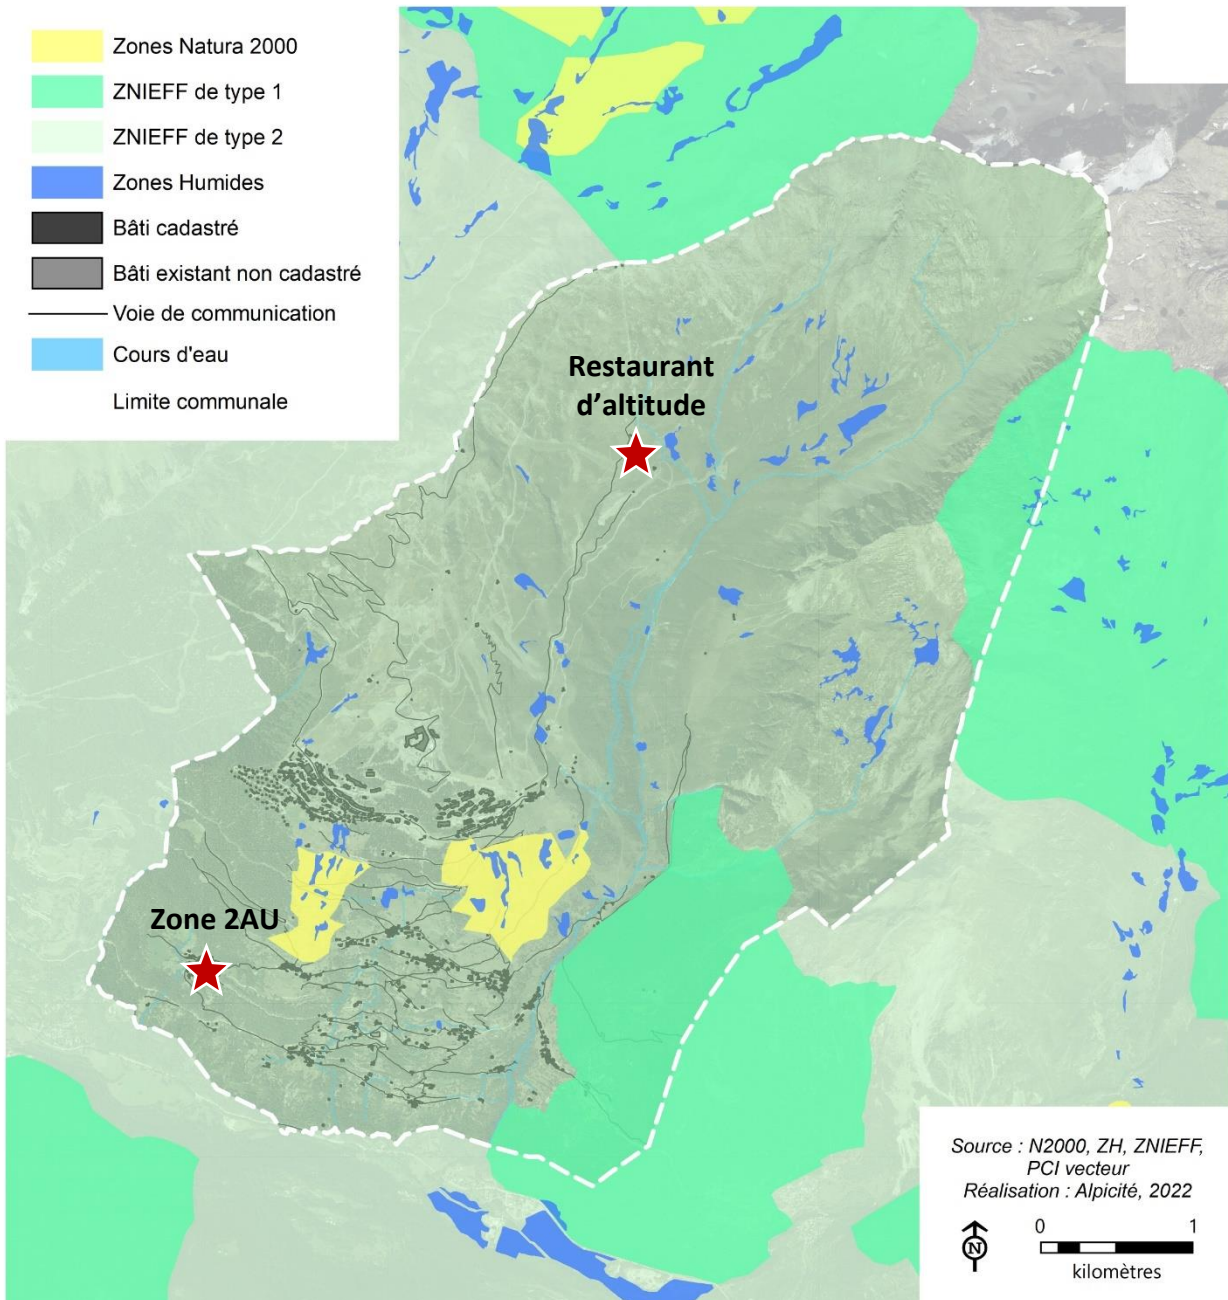 Zones Natura 2000
ZNIEFF de type 1
ZNIEFF de type 2
Zones Humides
Bâti cadastré
Bâti existant non cadastré
Voie de communication
Cours d'eau
Limite communale
Restaurant
d’altitude
Zone 2AU
Source : N2000, ZH, ZNIEFF,
PCI vecteur
Réalisation : Alpicité, 2022
N
0 1
kilomètres